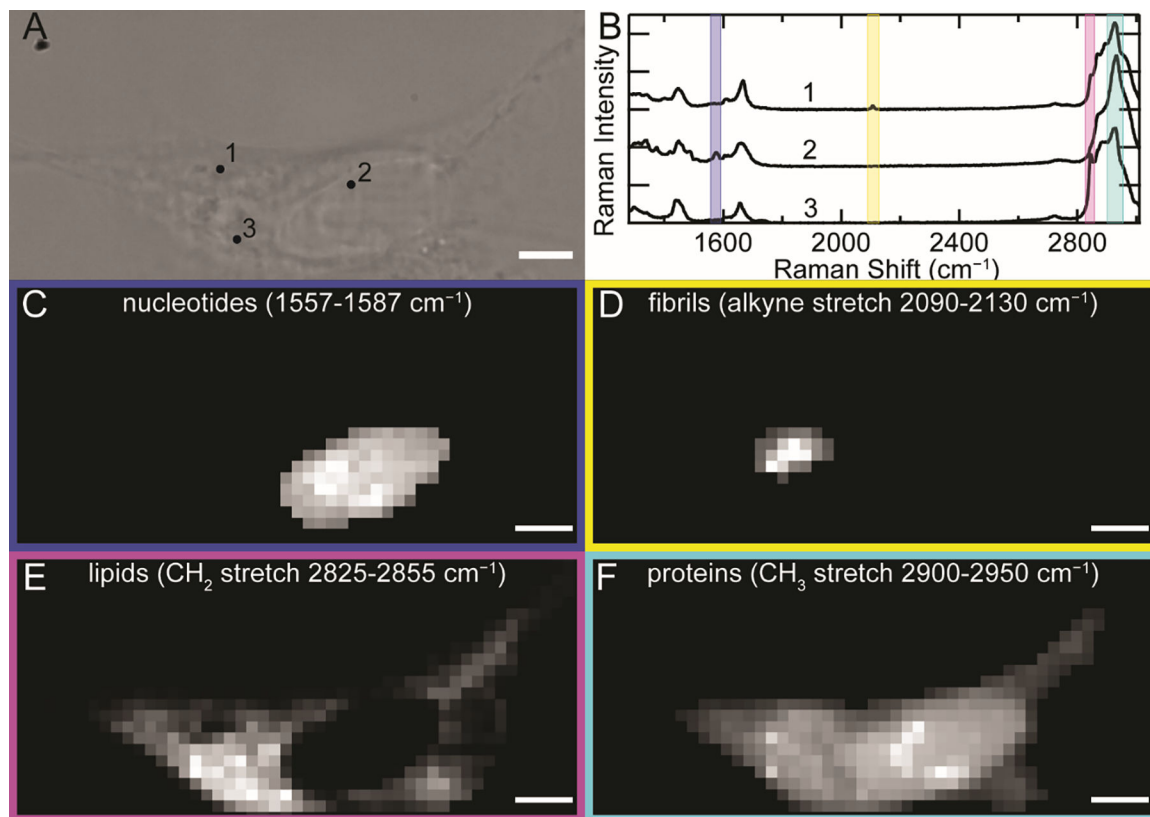 A
1
2
3
B
Raman Intensity
1
2
3
1600 2000 2400 2800
Raman Shift (cm⁻¹)
C nucleotides (1557-1587 cm⁻¹)
D fibrils (alkyne stretch 2090-2130 cm⁻¹)
E lipids (CH₂ stretch 2825-2855 cm⁻¹)
F proteins (CH₃ stretch 2900-2950 cm⁻¹)